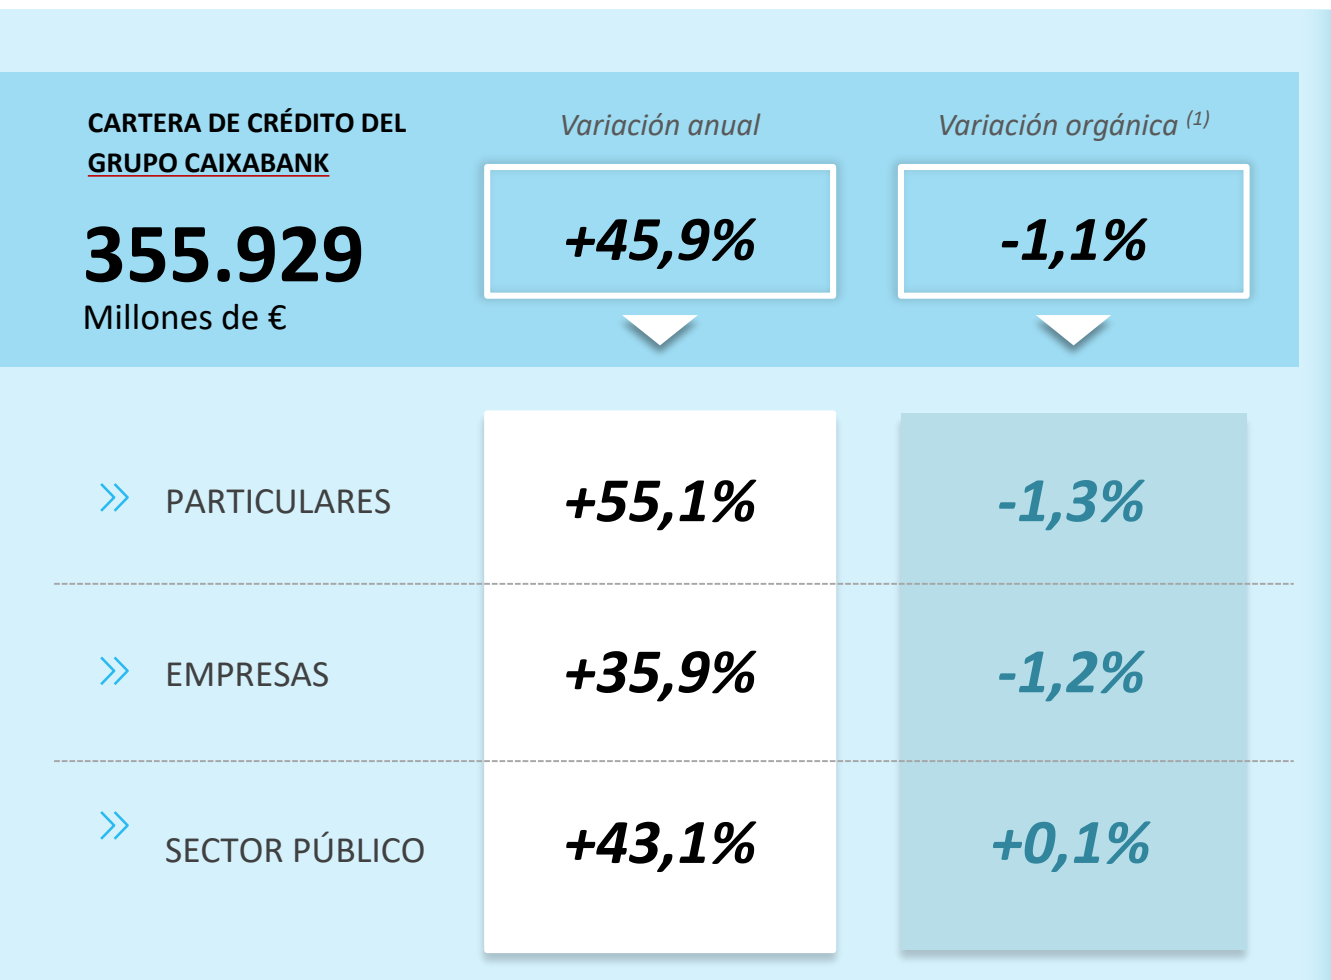 CARTERA DE CRÉDITO DEL
GRUPO CAIXABANK
355.929
Millones de €
Variación anual
+45,9%
Variación orgánica (1)
-1,1%
PARTICULARES
+55,1%
-1,3%
EMPRESAS
+35,9%
-1,2%
SECTOR PÚBLICO
+43,1%
+0,1%